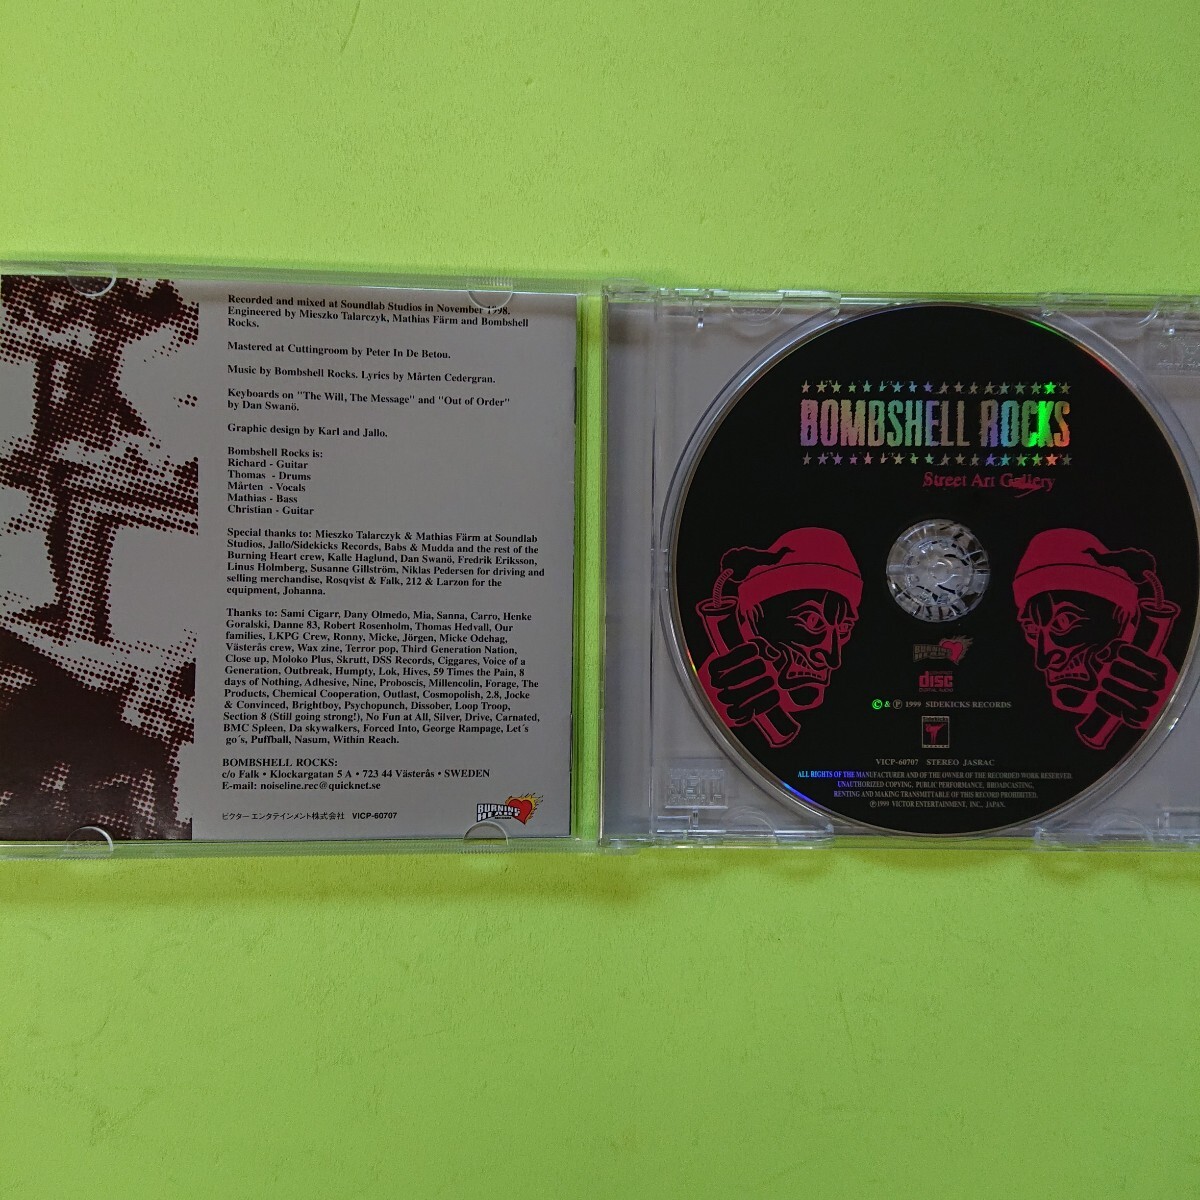 Recorded and mixed at Soundlab Studios in November 1998.
Engineered by Mieszko Talarczyk, Mathias Färm and Bombshell
Rocks.
Mastered at Cuttingroom by Peter In De Betou.
Music by Bombshell Rocks. Lyrics by Mårten Cedergran.
Keyboards on "The Will, The Message" and "Out of Order"
by Dan Swanö.
Graphic design by Karl and Jallo.
Bombshell Rocks is:
Richard - Guitar
Thomas - Drums
Mårten - Vocals
Mathias - Bass
Christian - Guitar
Special thanks to: Mieszko Talarczyk & Mathias Färm at Soundlab
Studios, Jallo/Sidekicks Records, Babs & Mudda and the rest of the
Burning Heart crew, Kalle Haglund, Dan Swanö, Fredrik Eriksson,
Linus Holmberg, Susanne Gillström, Niklas Pedersen for driving and
selling merchandise, Rosqvist & Falk, 212 & Larzon for the
equipment, Johanna.
Thanks to: Sami Cigarr, Dany Olmedo, Mia, Sanna, Carro, Henke
Goralski, Danne 83, Robert Rosenholm, Thomas Hedvall, Our
families, LKPG Crew, Ronny, Micke, Jörgen, Micke Odehag,
Västerås crew, Wax zine, Terror pop, Third Generation Nation,
Close up, Moloko Plus, Skrutt, DSS Records, Ciggares, Voice of a
Generation, Outbreak, Humpty, Lok, Hives, 59 Times the Pain, 8
days of Nothing, Adhesive, Nine, Proboscis, Millencolin, Forage, The
Products, Chemical Cooperation, Outlast, Cosmopolish, 2.8, Jocke
& Convinced, Brightboy, Psychopunch, Dissober, Loop Troop,
Section 8 (Still going strong!), No Fun at All, Silver, Drive, Carnated,
BMC Spleen, Da skywalkers, Forced Into, George Rampage, Let´s
go´s, Puffball, Nasum, Within Reach.
BOMBSHELL ROCKS:
c/o Falk • Klockargatan 5 A • 723 44 Västerås • SWEDEN
E-mail: noiseline.rec@quicknet.se
ビクターエンタテインメント株式会社 VICP-60707
BURNING
HEART
BOMBSHELL ROCKS
Street Art Gallery
BURNING
HEART
COMPACT
disc
DIGITAL AUDIO
© & ℗ 1999 SIDEKICKS RECORDS
VICP-60707 STEREO JASRAC
ALL RIGHTS OF THE MANUFACTURER AND OF THE OWNER OF THE RECORDED WORK RESERVED.
UNAUTHORIZED COPYING, PUBLIC PERFORMANCE, BROADCASTING,
RENTING AND MAKING TRANSMITTABLE OF THIS RECORD PROHIBITED.
℗1999 VICTOR ENTERTAINMENT, INC., JAPAN.